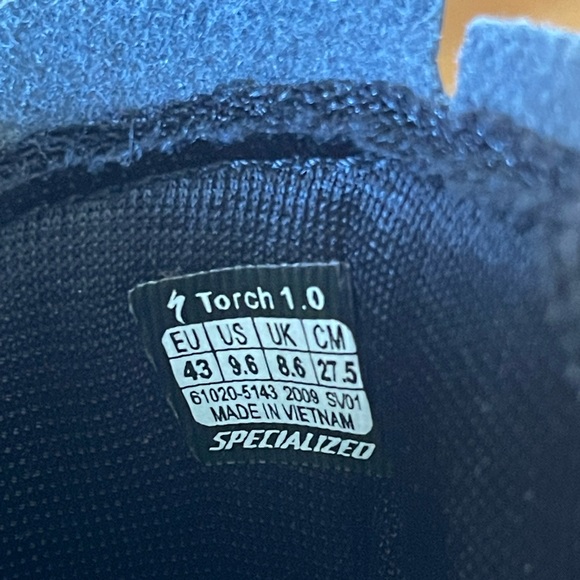 Torch 1.0
EU US UK CM
43 9.6 8.6 27.5
61020-5143 2009 SV01
MADE IN VIETNAM
SPECIALIZED